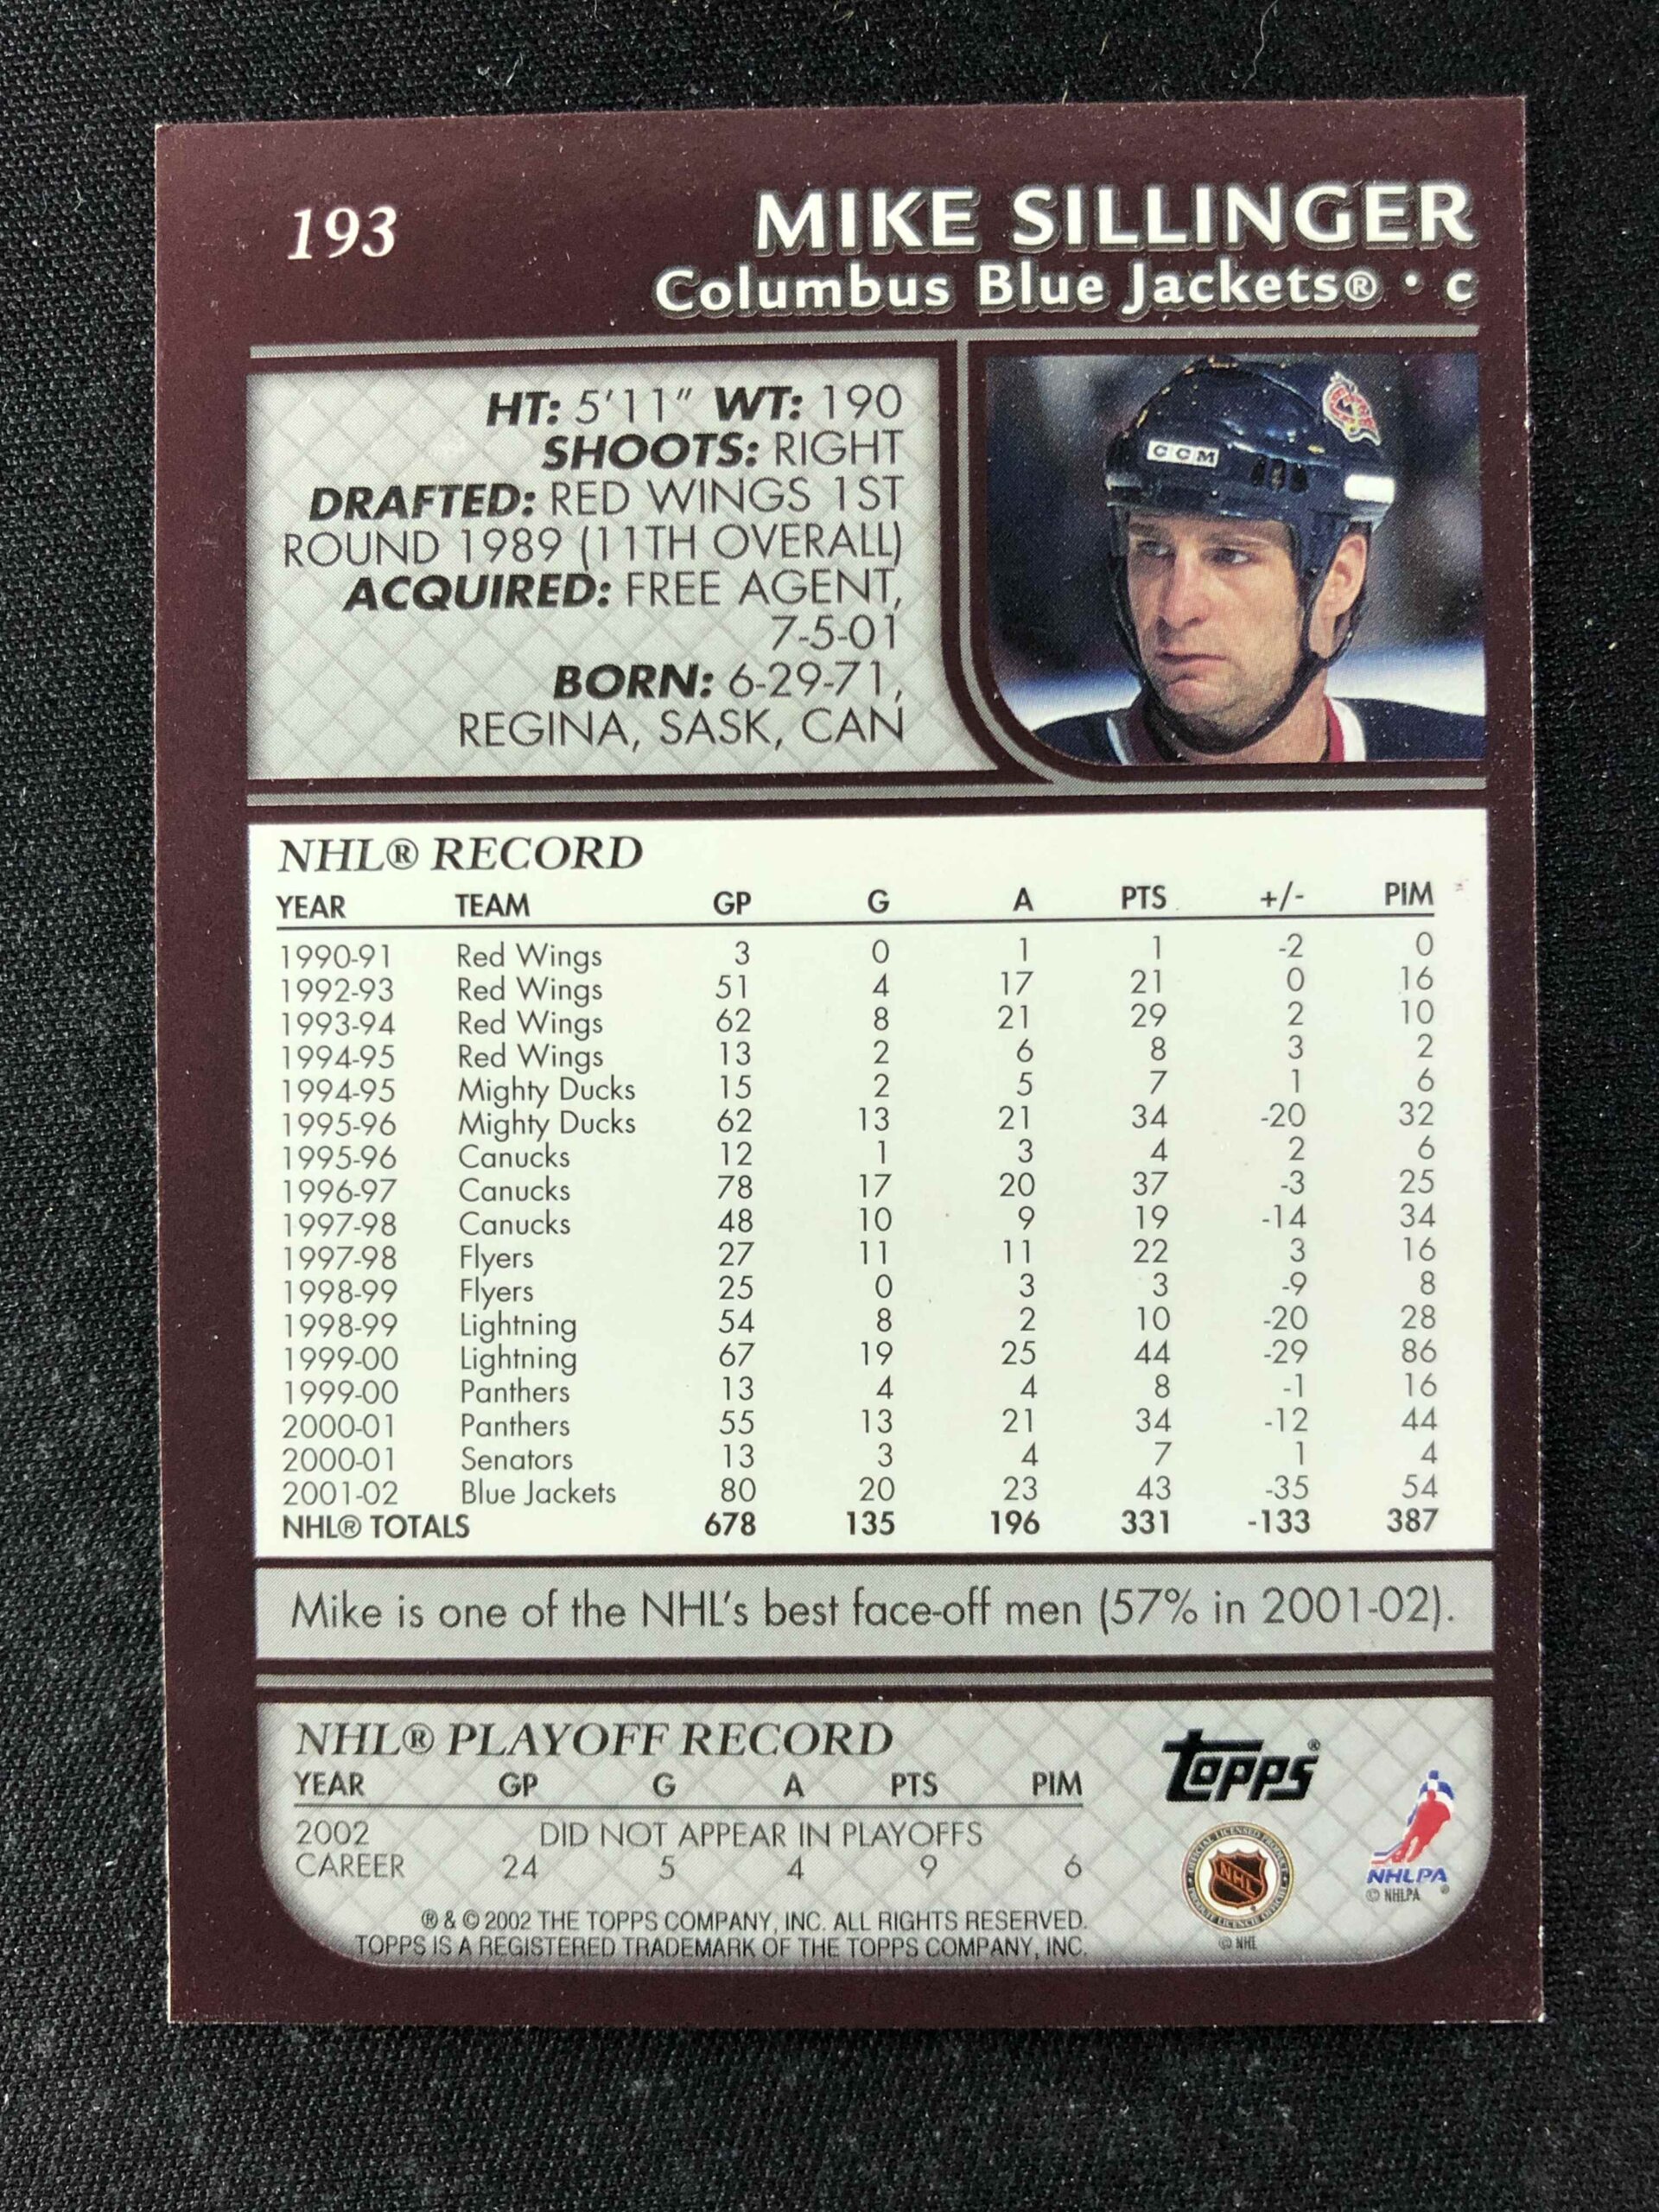 193
MIKE SILLINGER
Columbus Blue Jackets® • C
HT: 5'11" WT: 190
SHOOTS: RIGHT
DRAFTED: RED WINGS 1ST
ROUND 1989 (11TH OVERALL)
ACQUIRED: FREE AGENT,
7-5-01
BORN: 6-29-71,
REGINA, SASK, CAN
CCM
NHL® RECORD
YEAR TEAM GP G A PTS +/- PIM
1990-91 Red Wings 3 0 1 1 -2 0
1992-93 Red Wings 51 4 17 21 0 16
1993-94 Red Wings 62 8 21 29 2 10
1994-95 Red Wings 13 2 6 8 3 2
1994-95 Mighty Ducks 15 2 5 7 1 6
1995-96 Mighty Ducks 62 13 21 34 -20 32
1995-96 Canucks 12 1 3 4 2 6
1996-97 Canucks 78 17 20 37 -3 25
1997-98 Canucks 48 10 9 19 -14 34
1997-98 Flyers 27 11 11 22 3 16
1998-99 Flyers 25 0 3 3 -9 8
1998-99 Lightning 54 8 2 10 -20 28
1999-00 Lightning 67 19 25 44 -29 86
1999-00 Panthers 13 4 4 8 -1 16
2000-01 Panthers 55 13 21 34 -12 44
2000-01 Senators 13 3 4 7 1 4
2001-02 Blue Jackets 80 20 23 43 -35 54
NHL® TOTALS 678 135 196 331 -133 387
Mike is one of the NHL's best face-off men (57% in 2001-02).
NHL® PLAYOFF RECORD
YEAR GP G A PTS PIM
2002 DID NOT APPEAR IN PLAYOFFS
CAREER 24 5 4 9 6
® & © 2002 THE TOPPS COMPANY, INC. ALL RIGHTS RESERVED.
TOPPS IS A REGISTERED TRADEMARK OF THE TOPPS COMPANY, INC.
topps®
OFFICIAL LICENSED PRODUCT
NHL
PRODUIT LICENCIE OFFICIEL
© NHL
NHLPA
© NHLPA ®